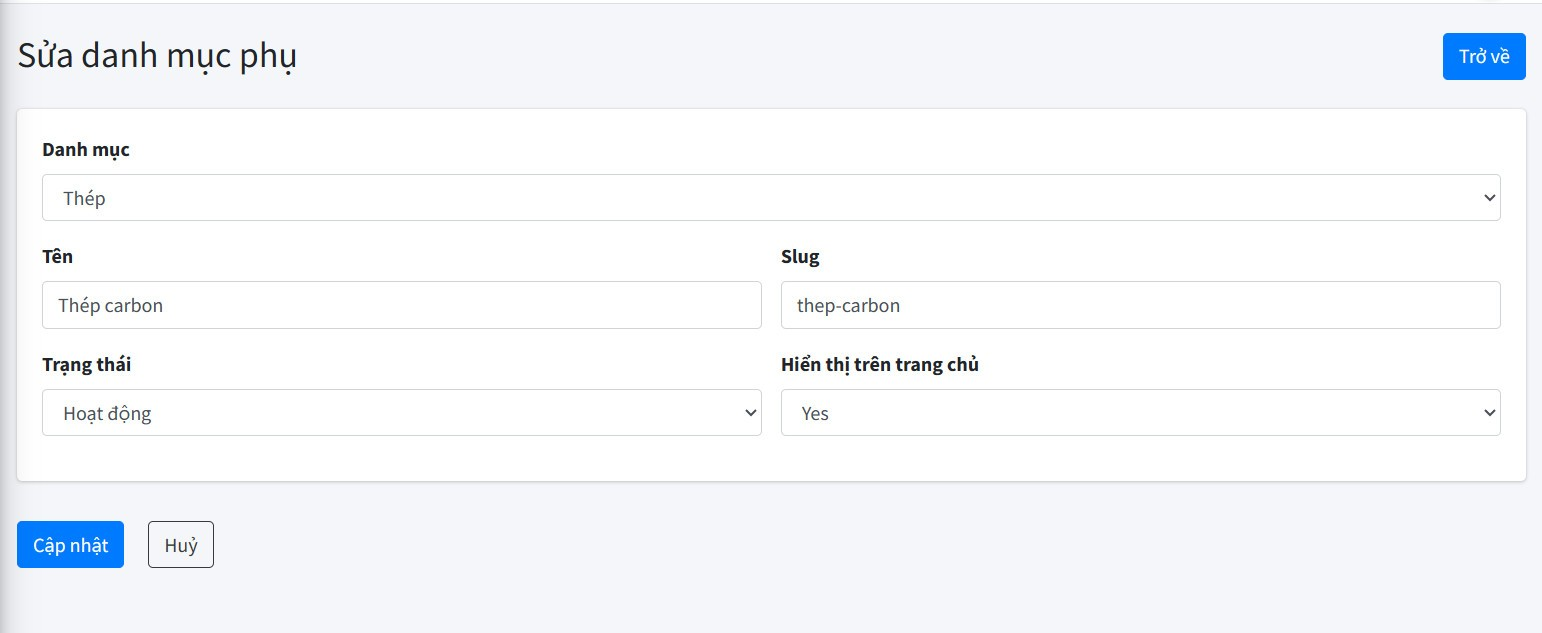 Sửa danh mục phụ
Trở về
Danh mục
Thép
Tên
Slug
Thép carbon
thep-carbon
Trạng thái
Hiển thị trên trang chủ
Hoạt động
Yes
Cập nhật
Huỷ